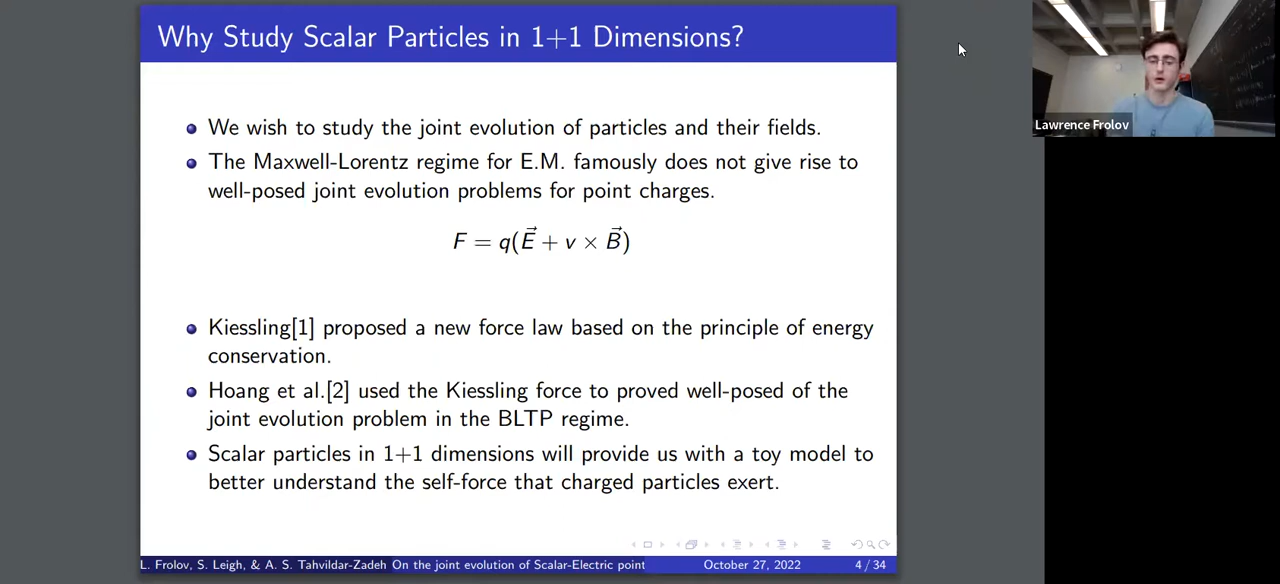 Why Study Scalar Particles in 1+1 Dimensions?
We wish to study the joint evolution of particles and their fields.
The Maxwell-Lorentz regime for E.M. famously does not give rise to
well-posed joint evolution problems for point charges.
F = q(E⃗ + v × B⃗)
Kiessling[1] proposed a new force law based on the principle of energy
conservation.
Hoang et al.[2] used the Kiessling force to proved well-posed of the
joint evolution problem in the BLTP regime.
Scalar particles in 1+1 dimensions will provide us with a toy model to
better understand the self-force that charged particles exert.
L. Frolov, S. Leigh, & A. S. Tahvildar-Zadeh On the joint evolution of Scalar-Electric point October 27, 2022 4 / 34
Lawrence Frolov